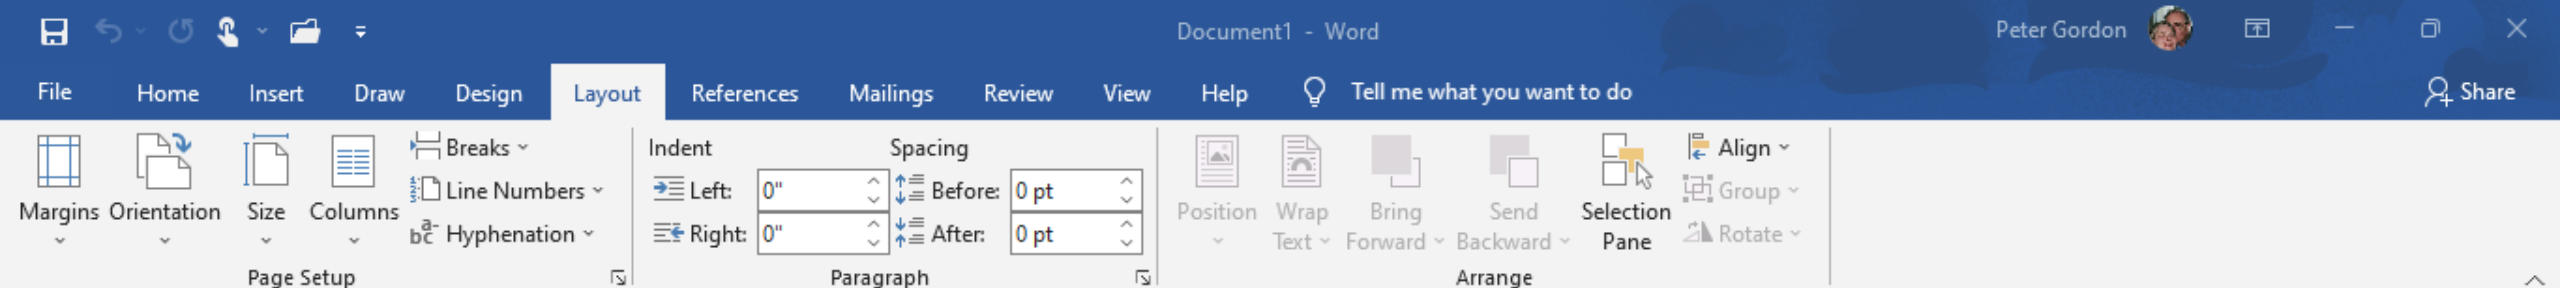 Document1 - Word
Peter Gordon
File Home Insert Draw Design Layout References Mailings Review View Help Tell me what you want to do Share
Margins
Orientation
Size
Columns
Breaks
Line Numbers
Hyphenation
Page Setup
Indent
Left: 0"
Right: 0"
Spacing
Before: 0 pt
After: 0 pt
Paragraph
Position
Wrap
Text
Bring
Forward
Send
Backward
Selection
Pane
Align
Group
Rotate
Arrange